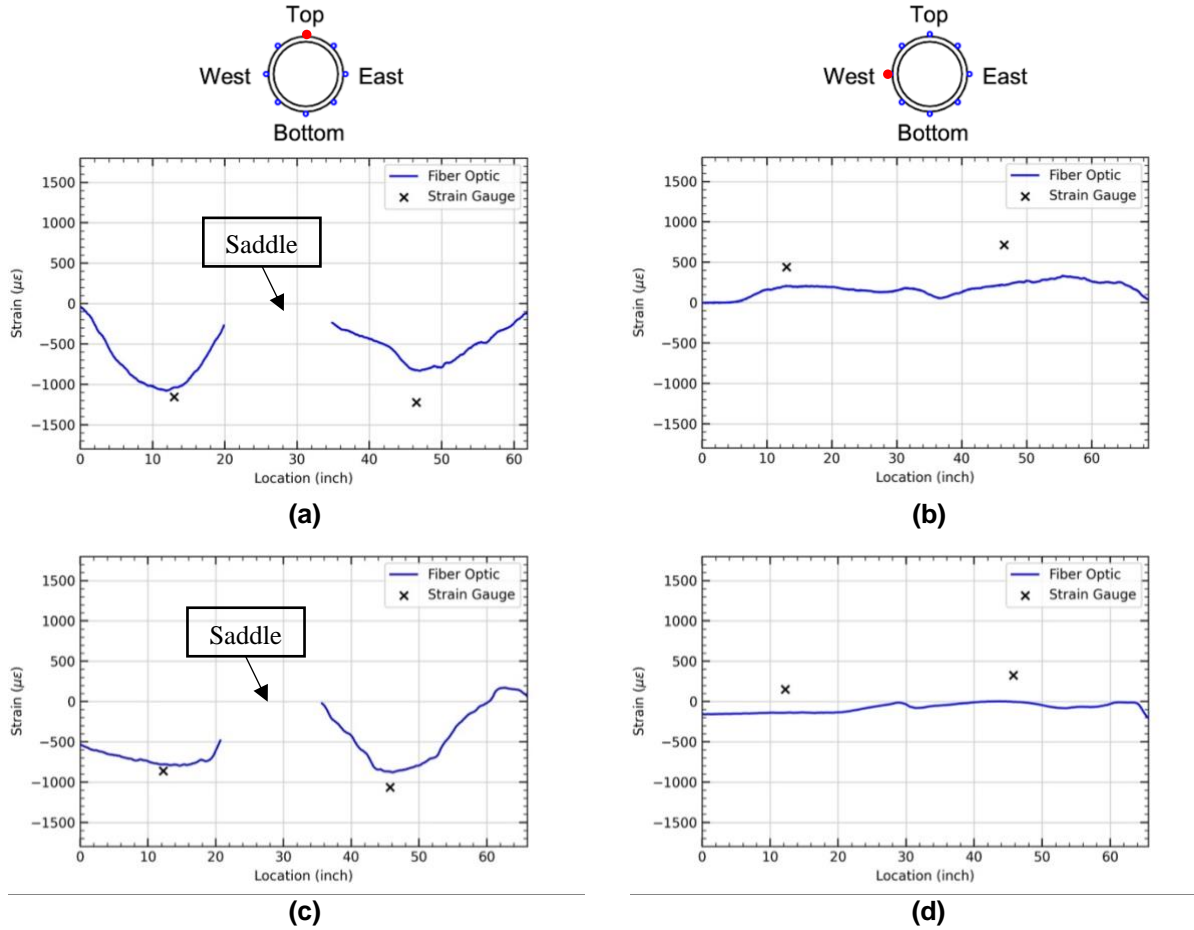 Top
West
East
Bottom
1500
1000
500
0
−500
−1000
−1500
Strain (με)
Fiber Optic
Strain Gauge
Saddle
0
10
20
30
40
50
60
Location (inch)
(a)
Top
West
East
Bottom
1500
1000
500
0
−500
−1000
−1500
Strain (με)
Fiber Optic
Strain Gauge
0
10
20
30
40
50
60
Location (inch)
(b)
1500
1000
500
0
−500
−1000
−1500
Strain (με)
Fiber Optic
Strain Gauge
Saddle
0
10
20
30
40
50
60
Location (inch)
(c)
1500
1000
500
0
−500
−1000
−1500
Strain (με)
Fiber Optic
Strain Gauge
0
10
20
30
40
50
60
Location (inch)
(d)